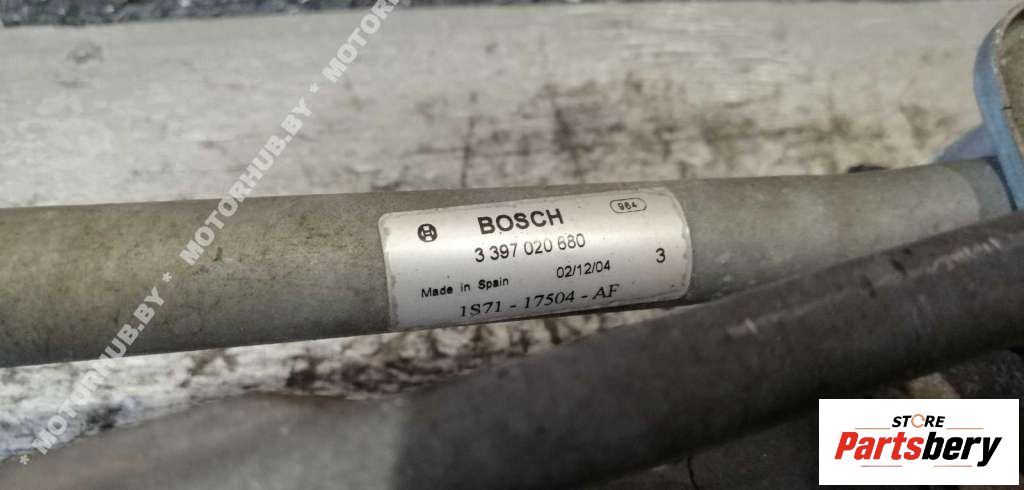 * MOTORHUB.BY * MOTORHUB.BY * MOTORHUB.BY *
BOSCH 984
3 397 020 680
Made in Spain 02/12/04 3
1S71 - 17504 - AF
STORE
Partsbery